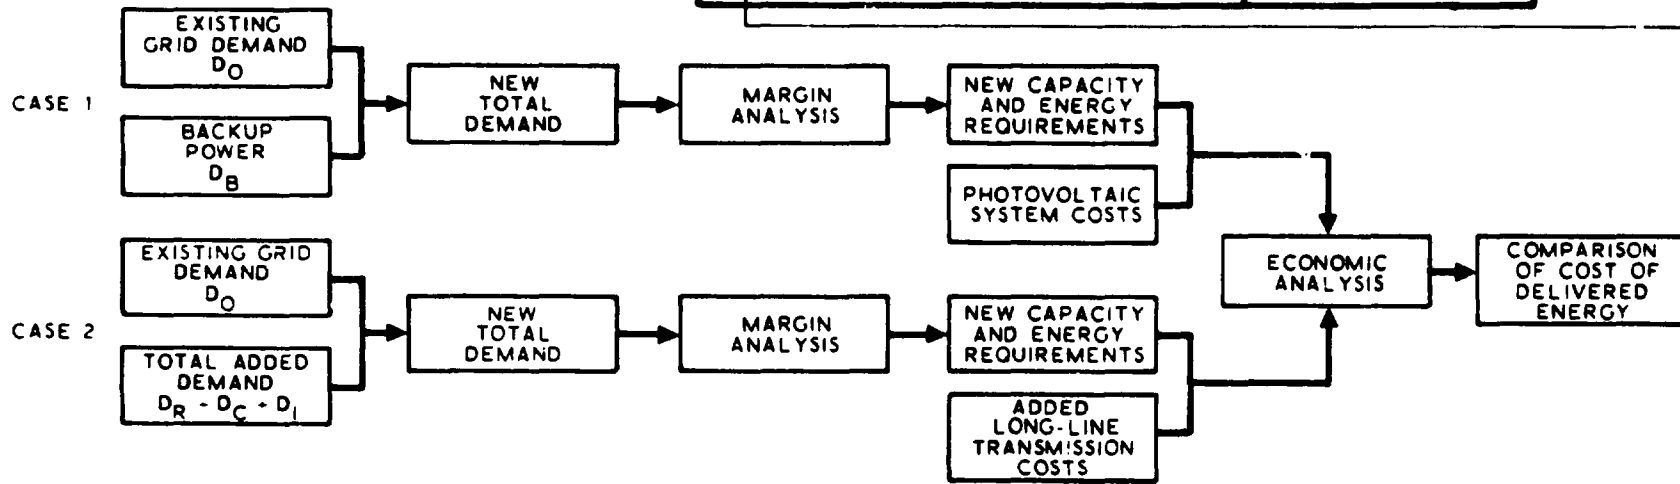 EXISTING
GRID DEMAND
D_O
CASE 1
BACKUP
POWER
D_B
NEW
TOTAL
DEMAND
MARGIN
ANALYSIS
NEW CAPACITY
AND ENERGY
REQUIREMENTS
PHOTOVOLTAIC
SYSTEM COSTS
EXISTING GRID
DEMAND
D_O
CASE 2
TOTAL ADDED
DEMAND
D_R - D_C - D_I
NEW
TOTAL
DEMAND
MARGIN
ANALYSIS
NEW CAPACITY
AND ENERGY
REQUIREMENTS
ADDED
LONG-LINE
TRANSMISSION
COSTS
ECONOMIC
ANALYSIS
COMPARISON
OF COST OF
DELIVERED
ENERGY